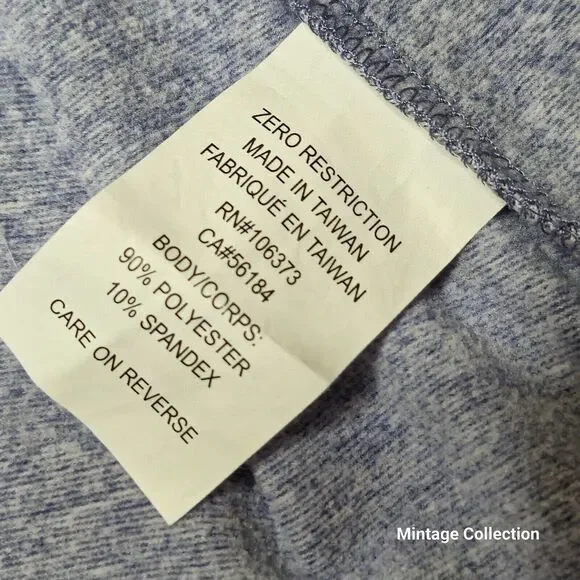 ZERO RESTRICTION
MADE IN TAIWAN
FABRIQUÉ EN TAIWAN
RN#106373
CA#56184
BODY/CORPS:
90% POLYESTER
10% SPANDEX
CARE ON REVERSE
Mintage Collection